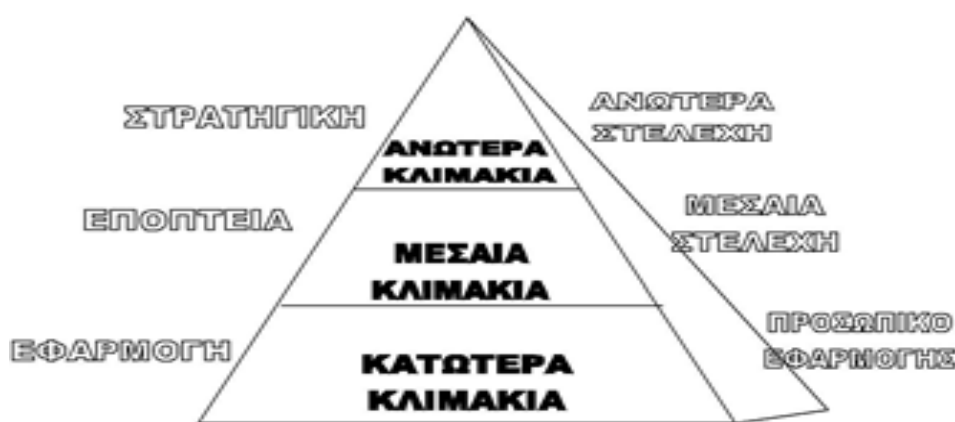 ΣΤΡΑΤΗΓΙΚΗ
ΑΝΩΤΕΡΑ
ΣΤΕΛΕΧΗ
ΑΝΩΤΕΡΑ
ΚΛΙΜΑΚΙΑ
ΕΠΟΠΤΕΙΑ
ΜΕΣΑΙΑ
ΣΤΕΛΕΧΗ
ΜΕΣΑΙΑ
ΚΛΙΜΑΚΙΑ
ΕΦΑΡΜΟΓΗ
ΠΡΟΣΩΠΙΚΟ
ΕΦΑΡΜΟΓΗΣ
ΚΑΤΩΤΕΡΑ
ΚΛΙΜΑΚΙΑ